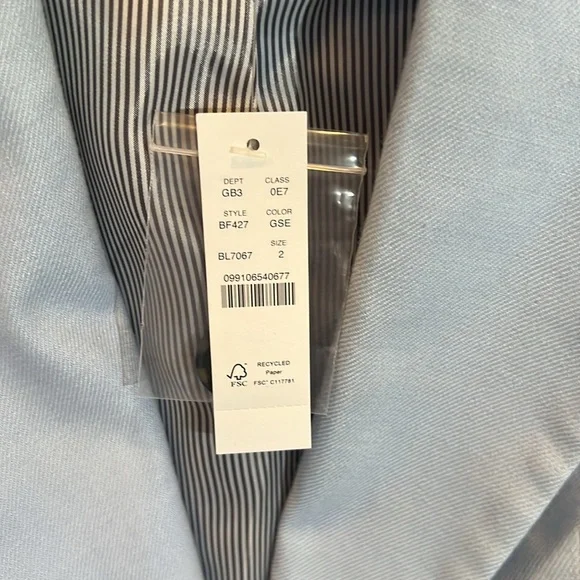 DEPT CLASS
GB3 0E7
STYLE COLOR
BF427 GSE
SIZE
BL7067 2
099106540677
RECYCLED
Paper
FSC FSC® C117781